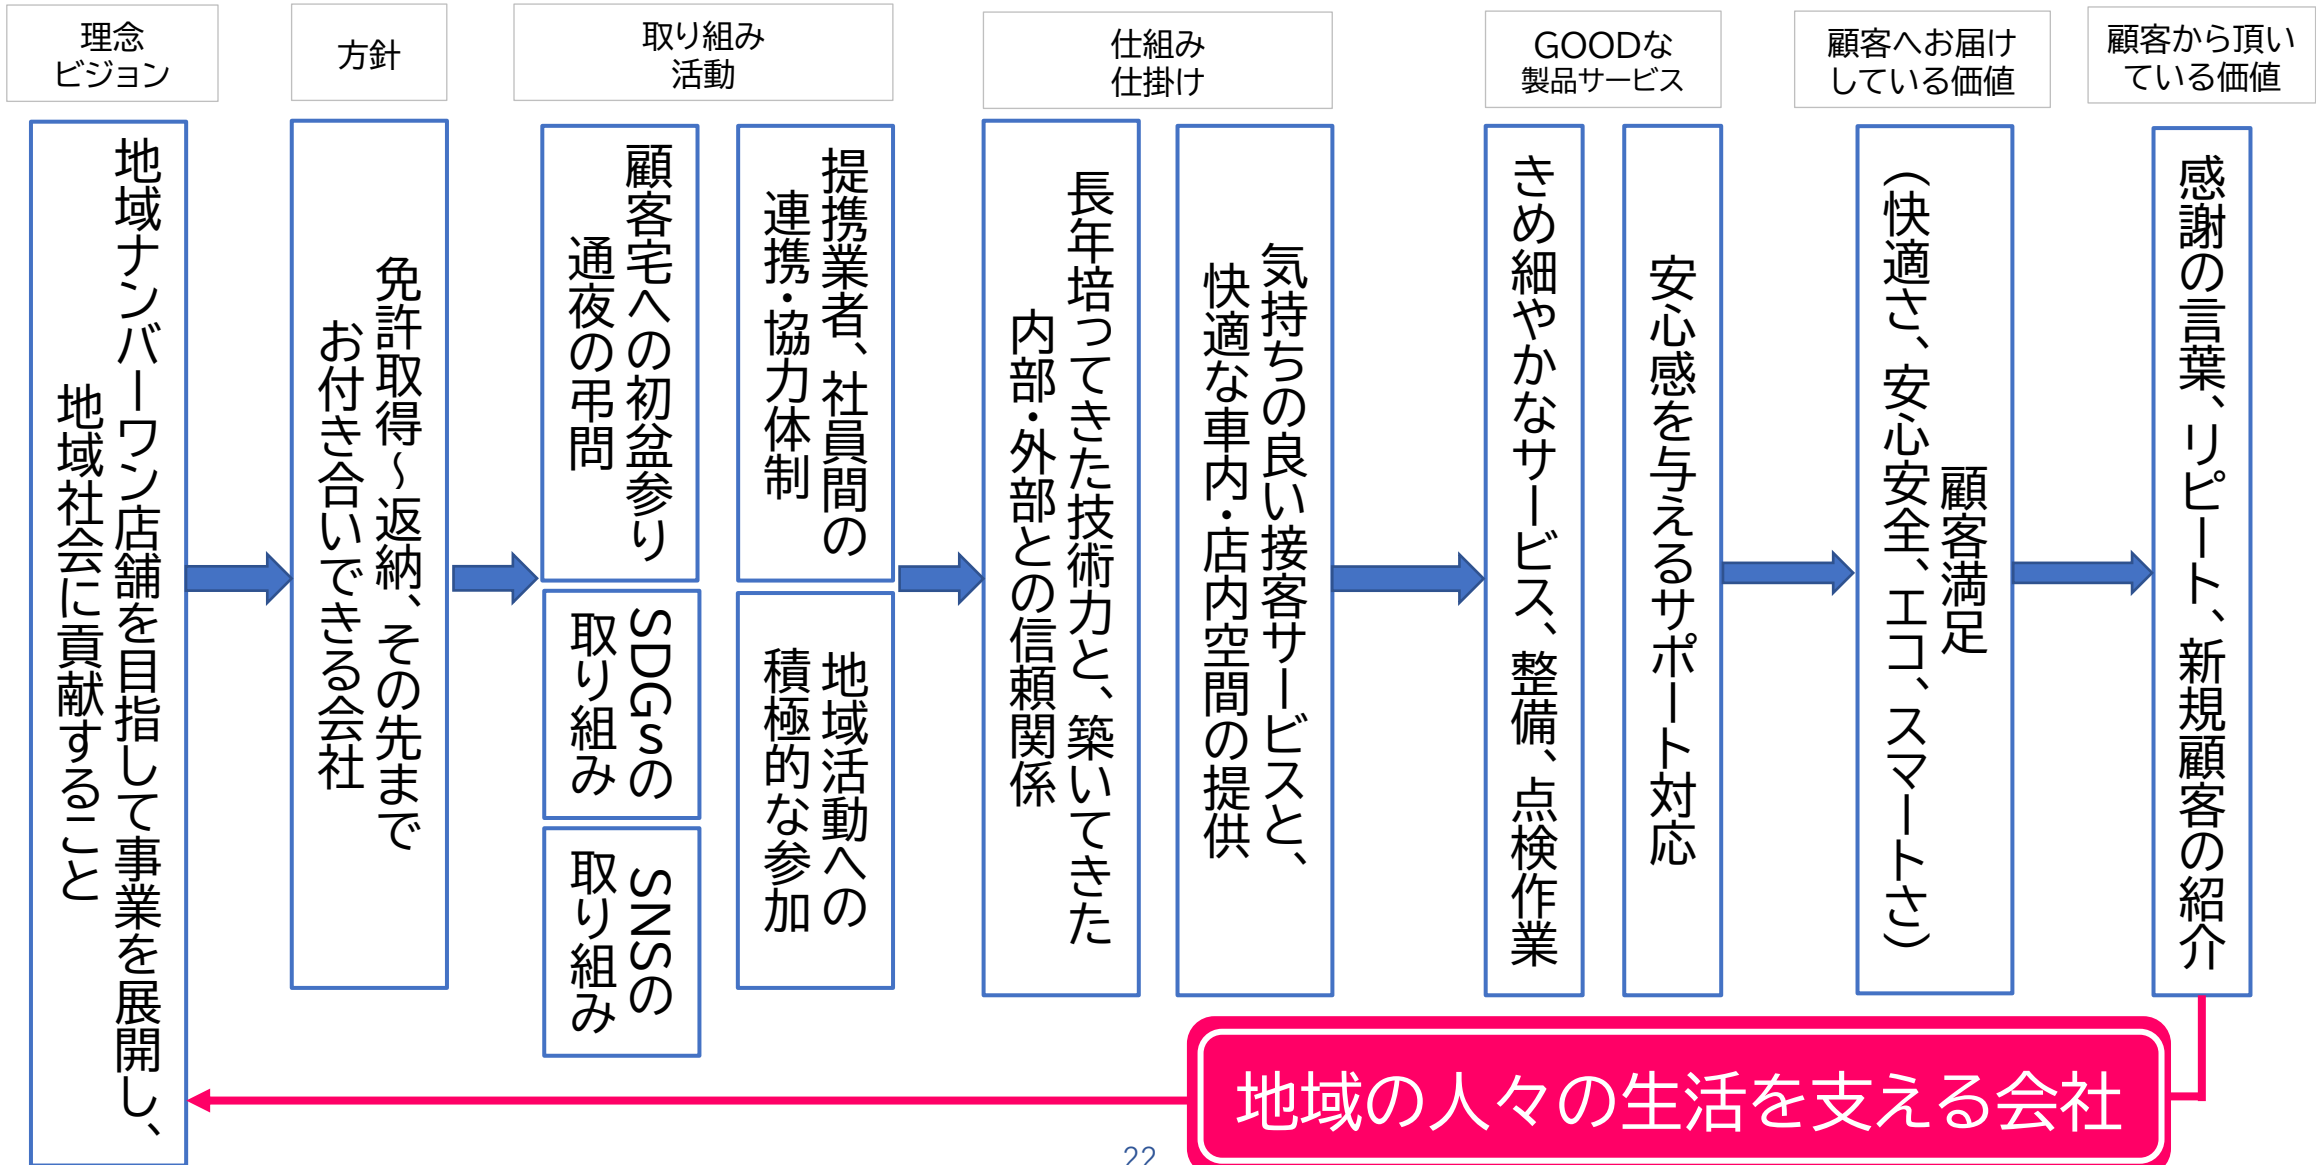 理念
ビジョン
方針
取り組み
活動
仕組み
仕掛け
GOODな
製品サービス
顧客へお届け
している価値
顧客から頂い
ている価値
地域ナンバーワン店舗を目指して事業を展開し、
地域社会に貢献すること
免許取得～返納、その先まで
お付き合いできる会社
顧客宅への初盆参り
通夜の弔問
SDGsの
取り組み
SNSの
取り組み
提携業者、社員間の
連携・協力体制
地域活動への
積極的な参加
長年培ってきた技術力と、築いてきた
内部・外部との信頼関係
気持ちの良い接客サービスと、
快適な車内・店内空間の提供
きめ細やかなサービス、整備、点検作業
安心感を与えるサポート対応
顧客満足
（快適さ、安心安全、エコ、スマートさ）
感謝の言葉、リピート、新規顧客の紹介
地域の人々の生活を支える会社
22